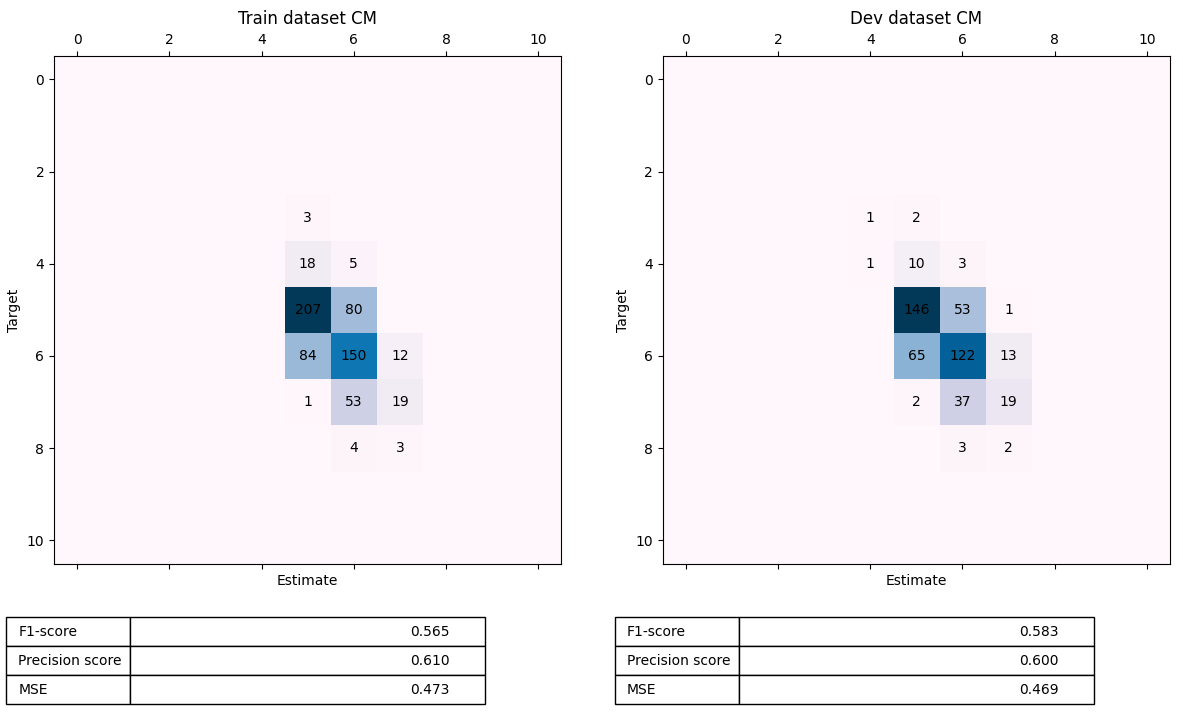 Train dataset CM
0 2 4 6 8 10
0
2
3
4 18 5
207 80
Target
6 84 150 12
1 53 19
8 4 3
10
Estimate
F1-score 0.565
Precision score 0.610
MSE 0.473
Dev dataset CM
0 2 4 6 8 10
0
2
1 2
4 1 10 3
146 53 1
Target
6 65 122 13
2 37 19
8 3 2
10
Estimate
F1-score 0.583
Precision score 0.600
MSE 0.469